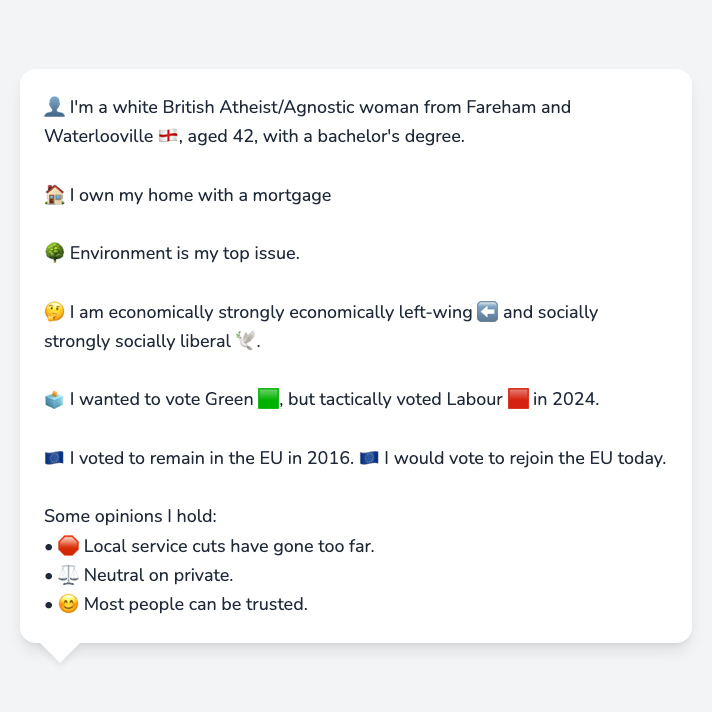 👤 I'm a white British Atheist/Agnostic woman from Fareham and
Waterlooville 🏴󠁧󠁢󠁥󠁮󠁧󠁿, aged 42, with a bachelor's degree.
🏠 I own my home with a mortgage
🌳 Environment is my top issue.
🤔 I am economically strongly economically left-wing ⬅️ and socially
strongly socially liberal 🕊️.
🗳️ I wanted to vote Green 🟩, but tactically voted Labour 🟥 in 2024.
🇪🇺 I voted to remain in the EU in 2016. 🇪🇺 I would vote to rejoin the EU today.
Some opinions I hold:
• 🛑 Local service cuts have gone too far.
• ⚖️ Neutral on private.
• 😊 Most people can be trusted.